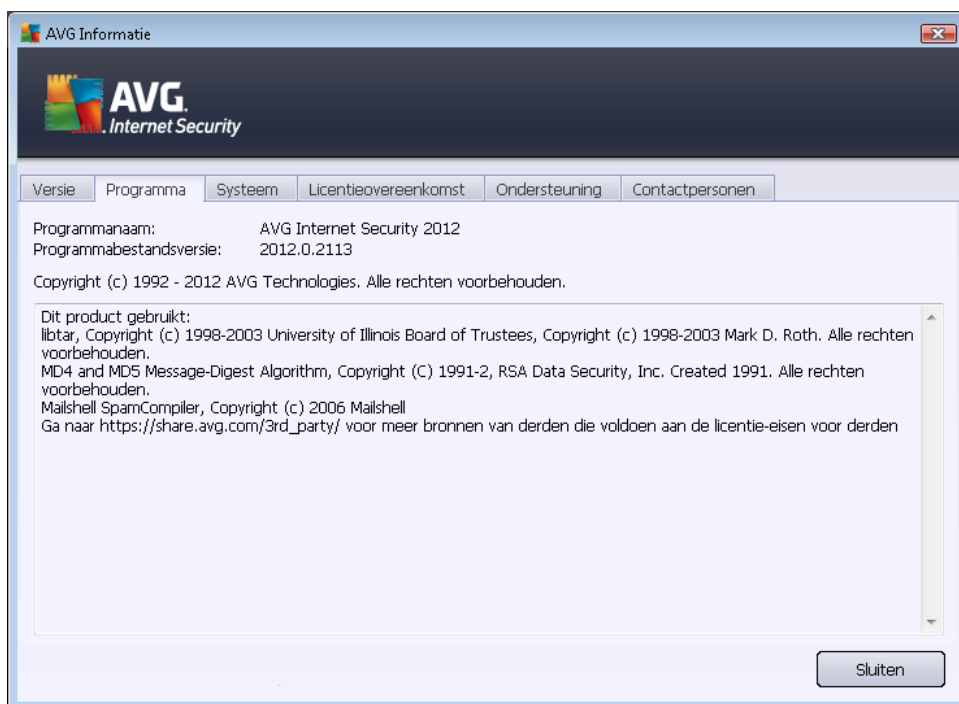 AVG Informatie
AVG.
Internet Security
Versie Programma Systeem Licentieovereenkomst Ondersteuning Contactpersonen
Programmanaam: AVG Internet Security 2012
Programmabestandsversie: 2012.0.2113
Copyright (c) 1992 - 2012 AVG Technologies. Alle rechten voorbehouden.
Dit product gebruikt:
libtar, Copyright (c) 1998-2003 University of Illinois Board of Trustees, Copyright (c) 1998-2003 Mark D. Roth. Alle rechten
voorbehouden.
MD4 and MD5 Message-Digest Algorithm, Copyright (C) 1991-2, RSA Data Security, Inc. Created 1991. Alle rechten
voorbehouden.
Mailshell SpamCompiler, Copyright (c) 2006 Mailshell
Ga naar https://share.avg.com/3rd_party/ voor meer bronnen van derden die voldoen aan de licentie-eisen voor derden
Sluiten